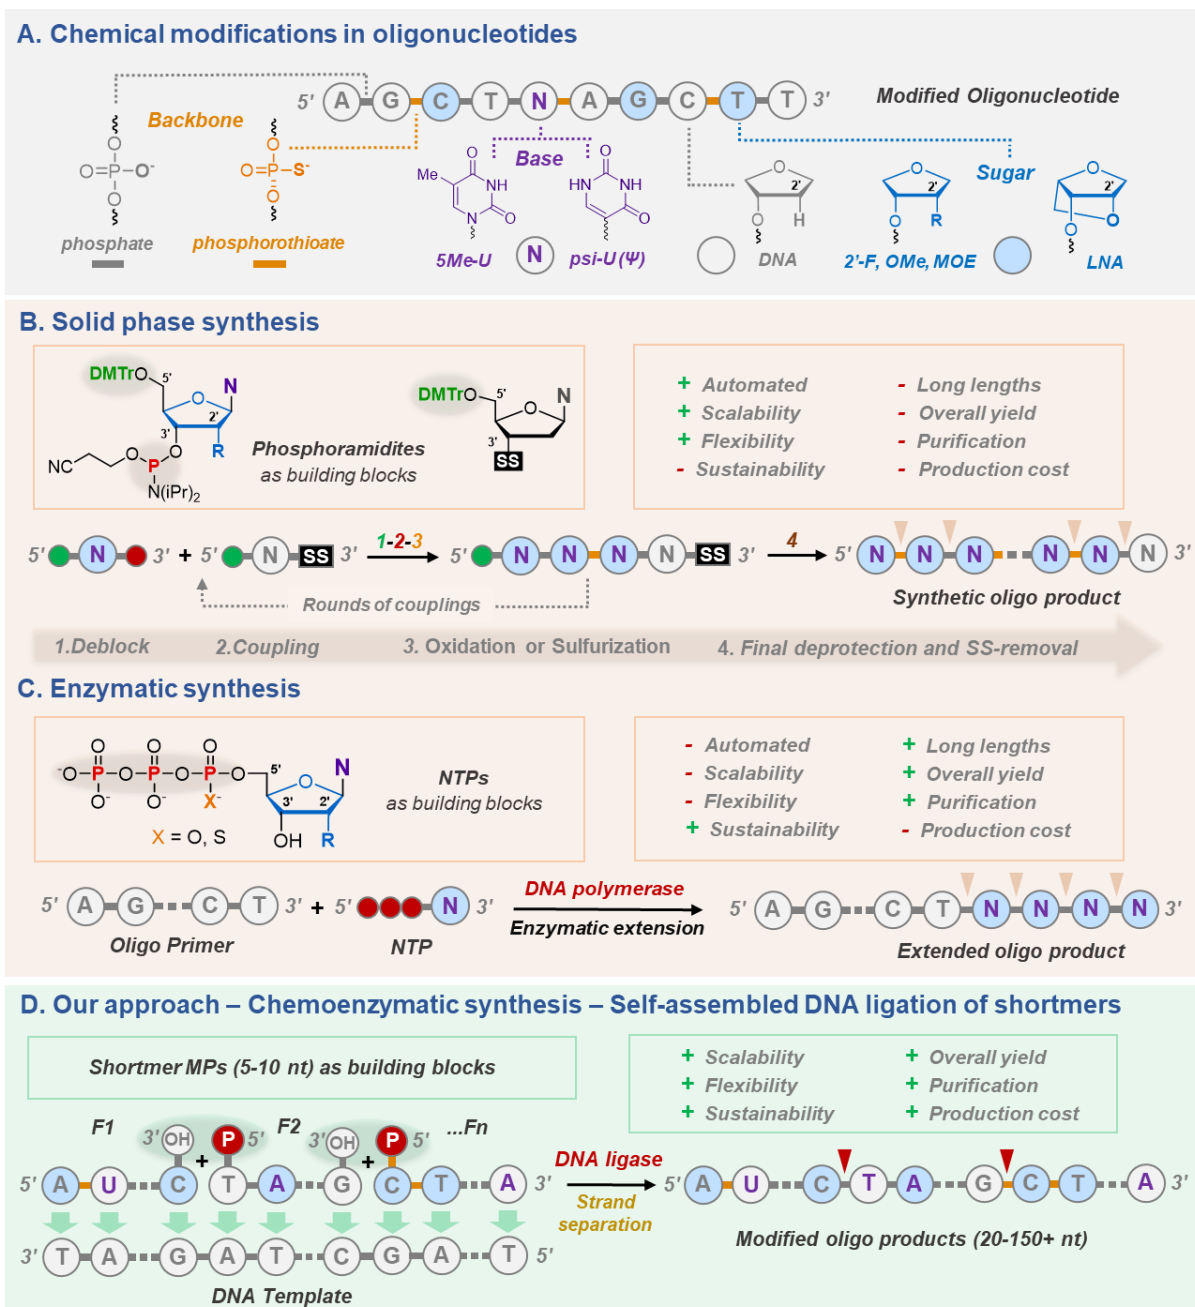 A. Chemical modifications in oligonucleotides
5' A G C T N A G C T T 3'
Modified Oligonucleotide
Backbone
Base
Sugar
O
O=P-O-
O
O
O=P-S-
O
Me
O
NH
N
O
O
HN NH
O
O
2'
O H
O
2'
O R
O
2'
O
O
phosphate
phosphorothioate
5Me-U
N
psi-U (Ψ)
DNA
2'-F, OMe, MOE
LNA
B. Solid phase synthesis
DMTrO
5'
N
O
2'
3'
R
O
NC
O
P
N(iPr)2
Phosphoramidites
as building blocks
DMTrO
5'
N
O
3'
SS
+ Automated
+ Scalability
+ Flexibility
- Sustainability
- Long lengths
- Overall yield
- Purification
- Production cost
5' N 3' + 5' N SS 3'
1-2-3
5' N N N N SS 3'
4
5' N N N N N N 3'
Rounds of couplings
Synthetic oligo product
1.Deblock
2.Coupling
3. Oxidation or Sulfurization
4. Final deprotection and SS-removal
C. Enzymatic synthesis
O O O
-O-P-O-P-O-P-O
5'
N
O- O- X-
O
3' 2'
OH R
X = O, S
NTPs
as building blocks
- Automated
- Scalability
- Flexibility
+ Sustainability
+ Long lengths
+ Overall yield
+ Purification
- Production cost
5' A G C T 3' + 5' N 3'
DNA polymerase
Enzymatic extension
5' A G C T N N N N 3'
Oligo Primer
NTP
Extended oligo product
D. Our approach – Chemoenzymatic synthesis – Self-assembled DNA ligation of shortmers
Shortmer MPs (5-10 nt) as building blocks
+ Scalability
+ Flexibility
+ Sustainability
+ Overall yield
+ Purification
+ Production cost
F1
3' OH + P 5'
F2
3' OH + P 5'
...Fn
5' A U C T A G C T A 3'
DNA ligase
Strand
separation
5' A U C T A G C T A 3'
Modified oligo products (20-150+ nt)
3' T A G A T C G A T 5'
DNA Template